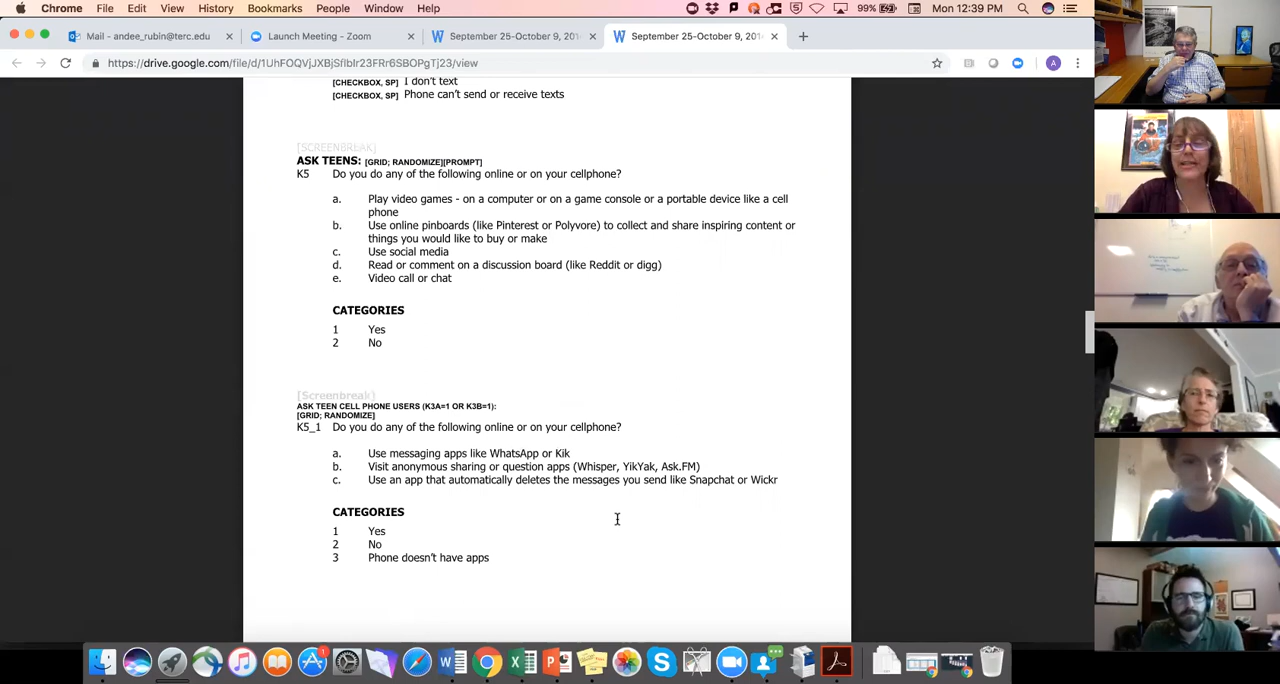 Chrome File Edit View History Bookmarks People Window Help
99% Mon 12:39 PM
Mail - andee_rubin@terc.edu
Launch Meeting - Zoom
September 25-October 9, 201
September 25-October 9, 201
https://drive.google.com/file/d/1UhFOQVjJXBjSfibIr23FRr6SBOPgTj23/view
A
[CHECKBOX, SP] I don't text
[CHECKBOX, SP] Phone can't send or receive texts
[SCREENBREAK]
ASK TEENS: [GRID; RANDOMIZE][PROMPT]
K5 Do you do any of the following online or on your cellphone?
a. Play video games - on a computer or on a game console or a portable device like a cell
phone
b. Use online pinboards (like Pinterest or Polyvore) to collect and share inspiring content or
things you would like to buy or make
c. Use social media
d. Read or comment on a discussion board (like Reddit or digg)
e. Video call or chat
CATEGORIES
1 Yes
2 No
[Screenbreak]
ASK TEEN CELL PHONE USERS (K3A=1 OR K3B=1):
[GRID; RANDOMIZE]
K5_1 Do you do any of the following online or on your cellphone?
a. Use messaging apps like WhatsApp or Kik
b. Visit anonymous sharing or question apps (Whisper, YikYak, Ask.FM)
c. Use an app that automatically deletes the messages you send like Snapchat or Wickr
CATEGORIES
1 Yes
2 No
3 Phone doesn't have apps